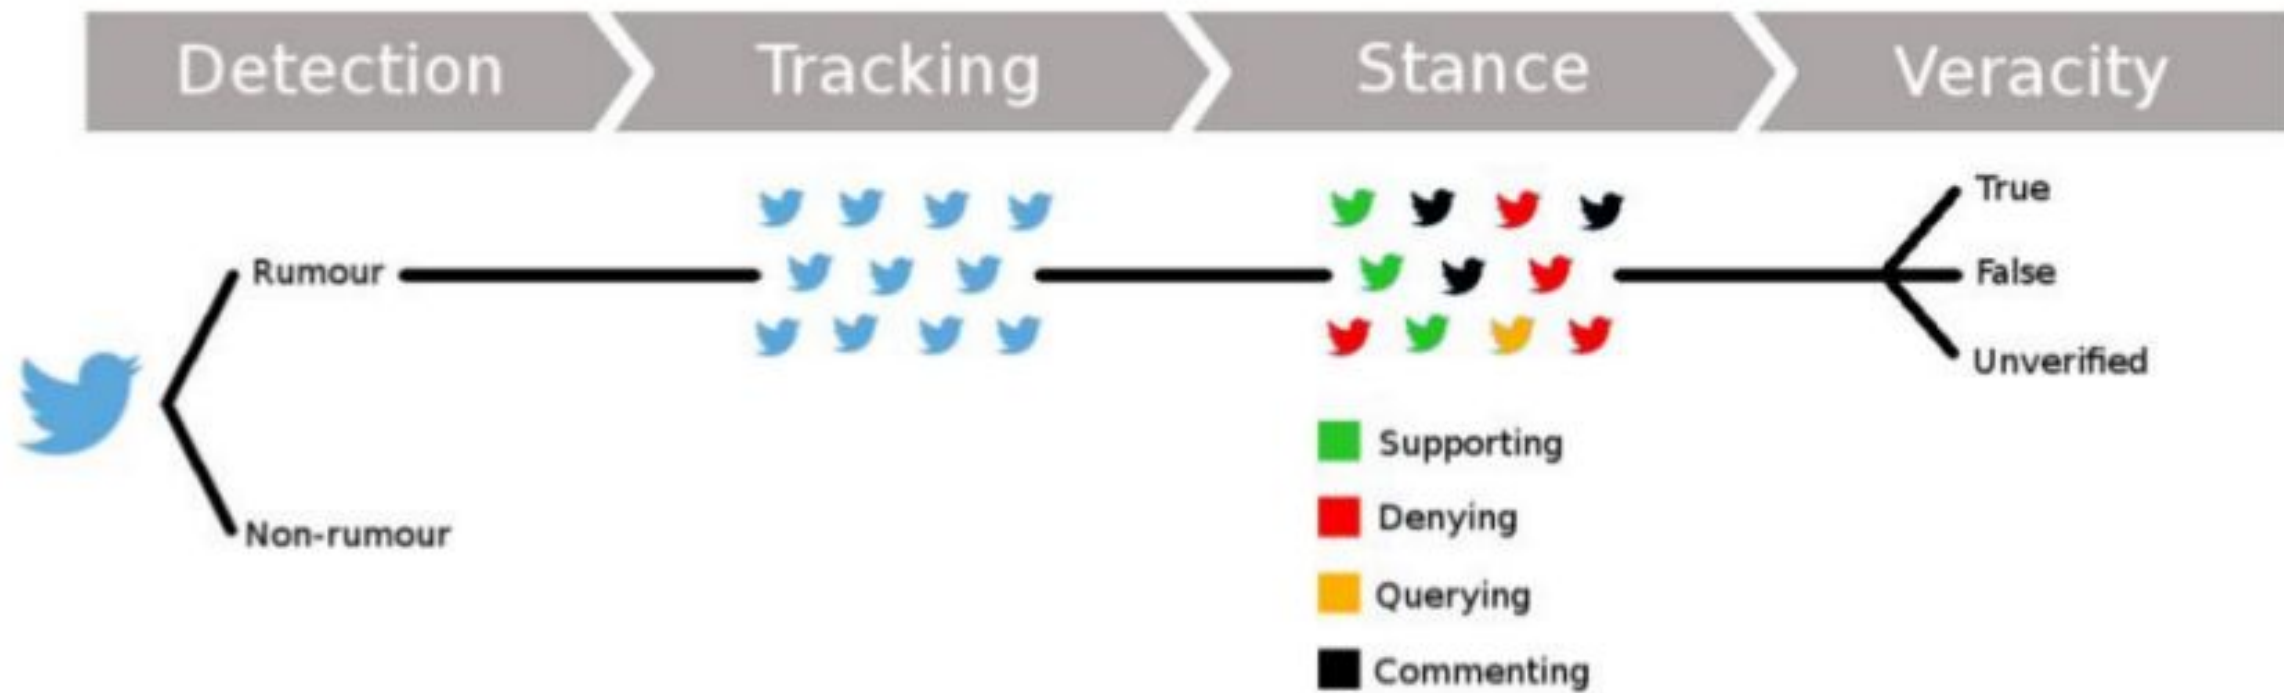 Detection Tracking Stance Veracity
True
Rumour False
Unverified
Supporting
Denying
Non-rumour
Querying
Commenting